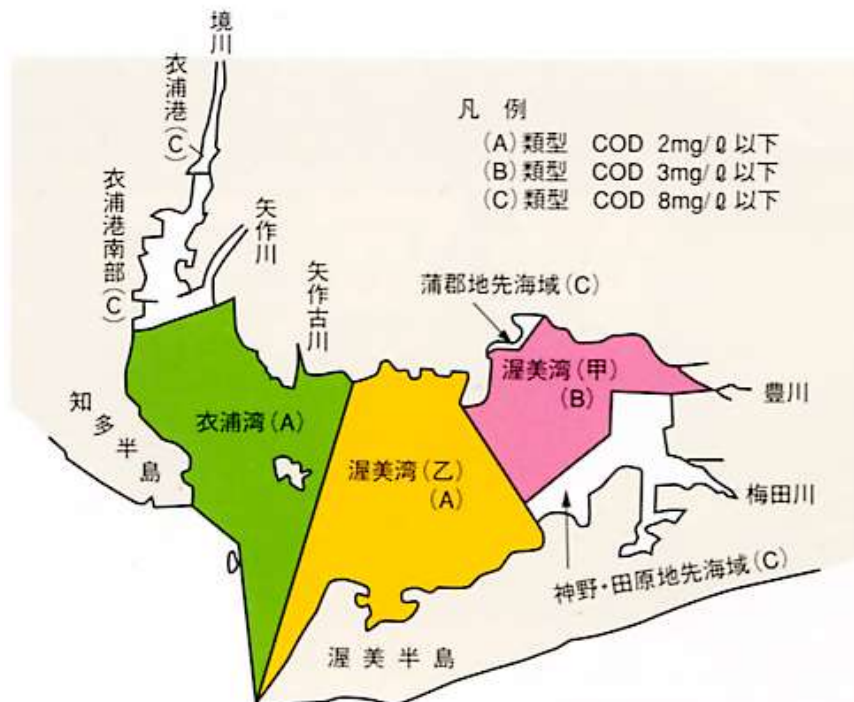 境川
衣浦港(C)
凡 例
(A)類型 COD 2mg/ℓ 以下
(B)類型 COD 3mg/ℓ 以下
(C)類型 COD 8mg/ℓ 以下
衣浦港南部(C)
矢作川
矢作古川
蒲郡地先海域(C)
渥美湾(甲)
(B)
豊川
知多半島
衣浦湾(A)
渥美湾(乙)
(A)
梅田川
神野・田原地先海域(C)
渥美半島